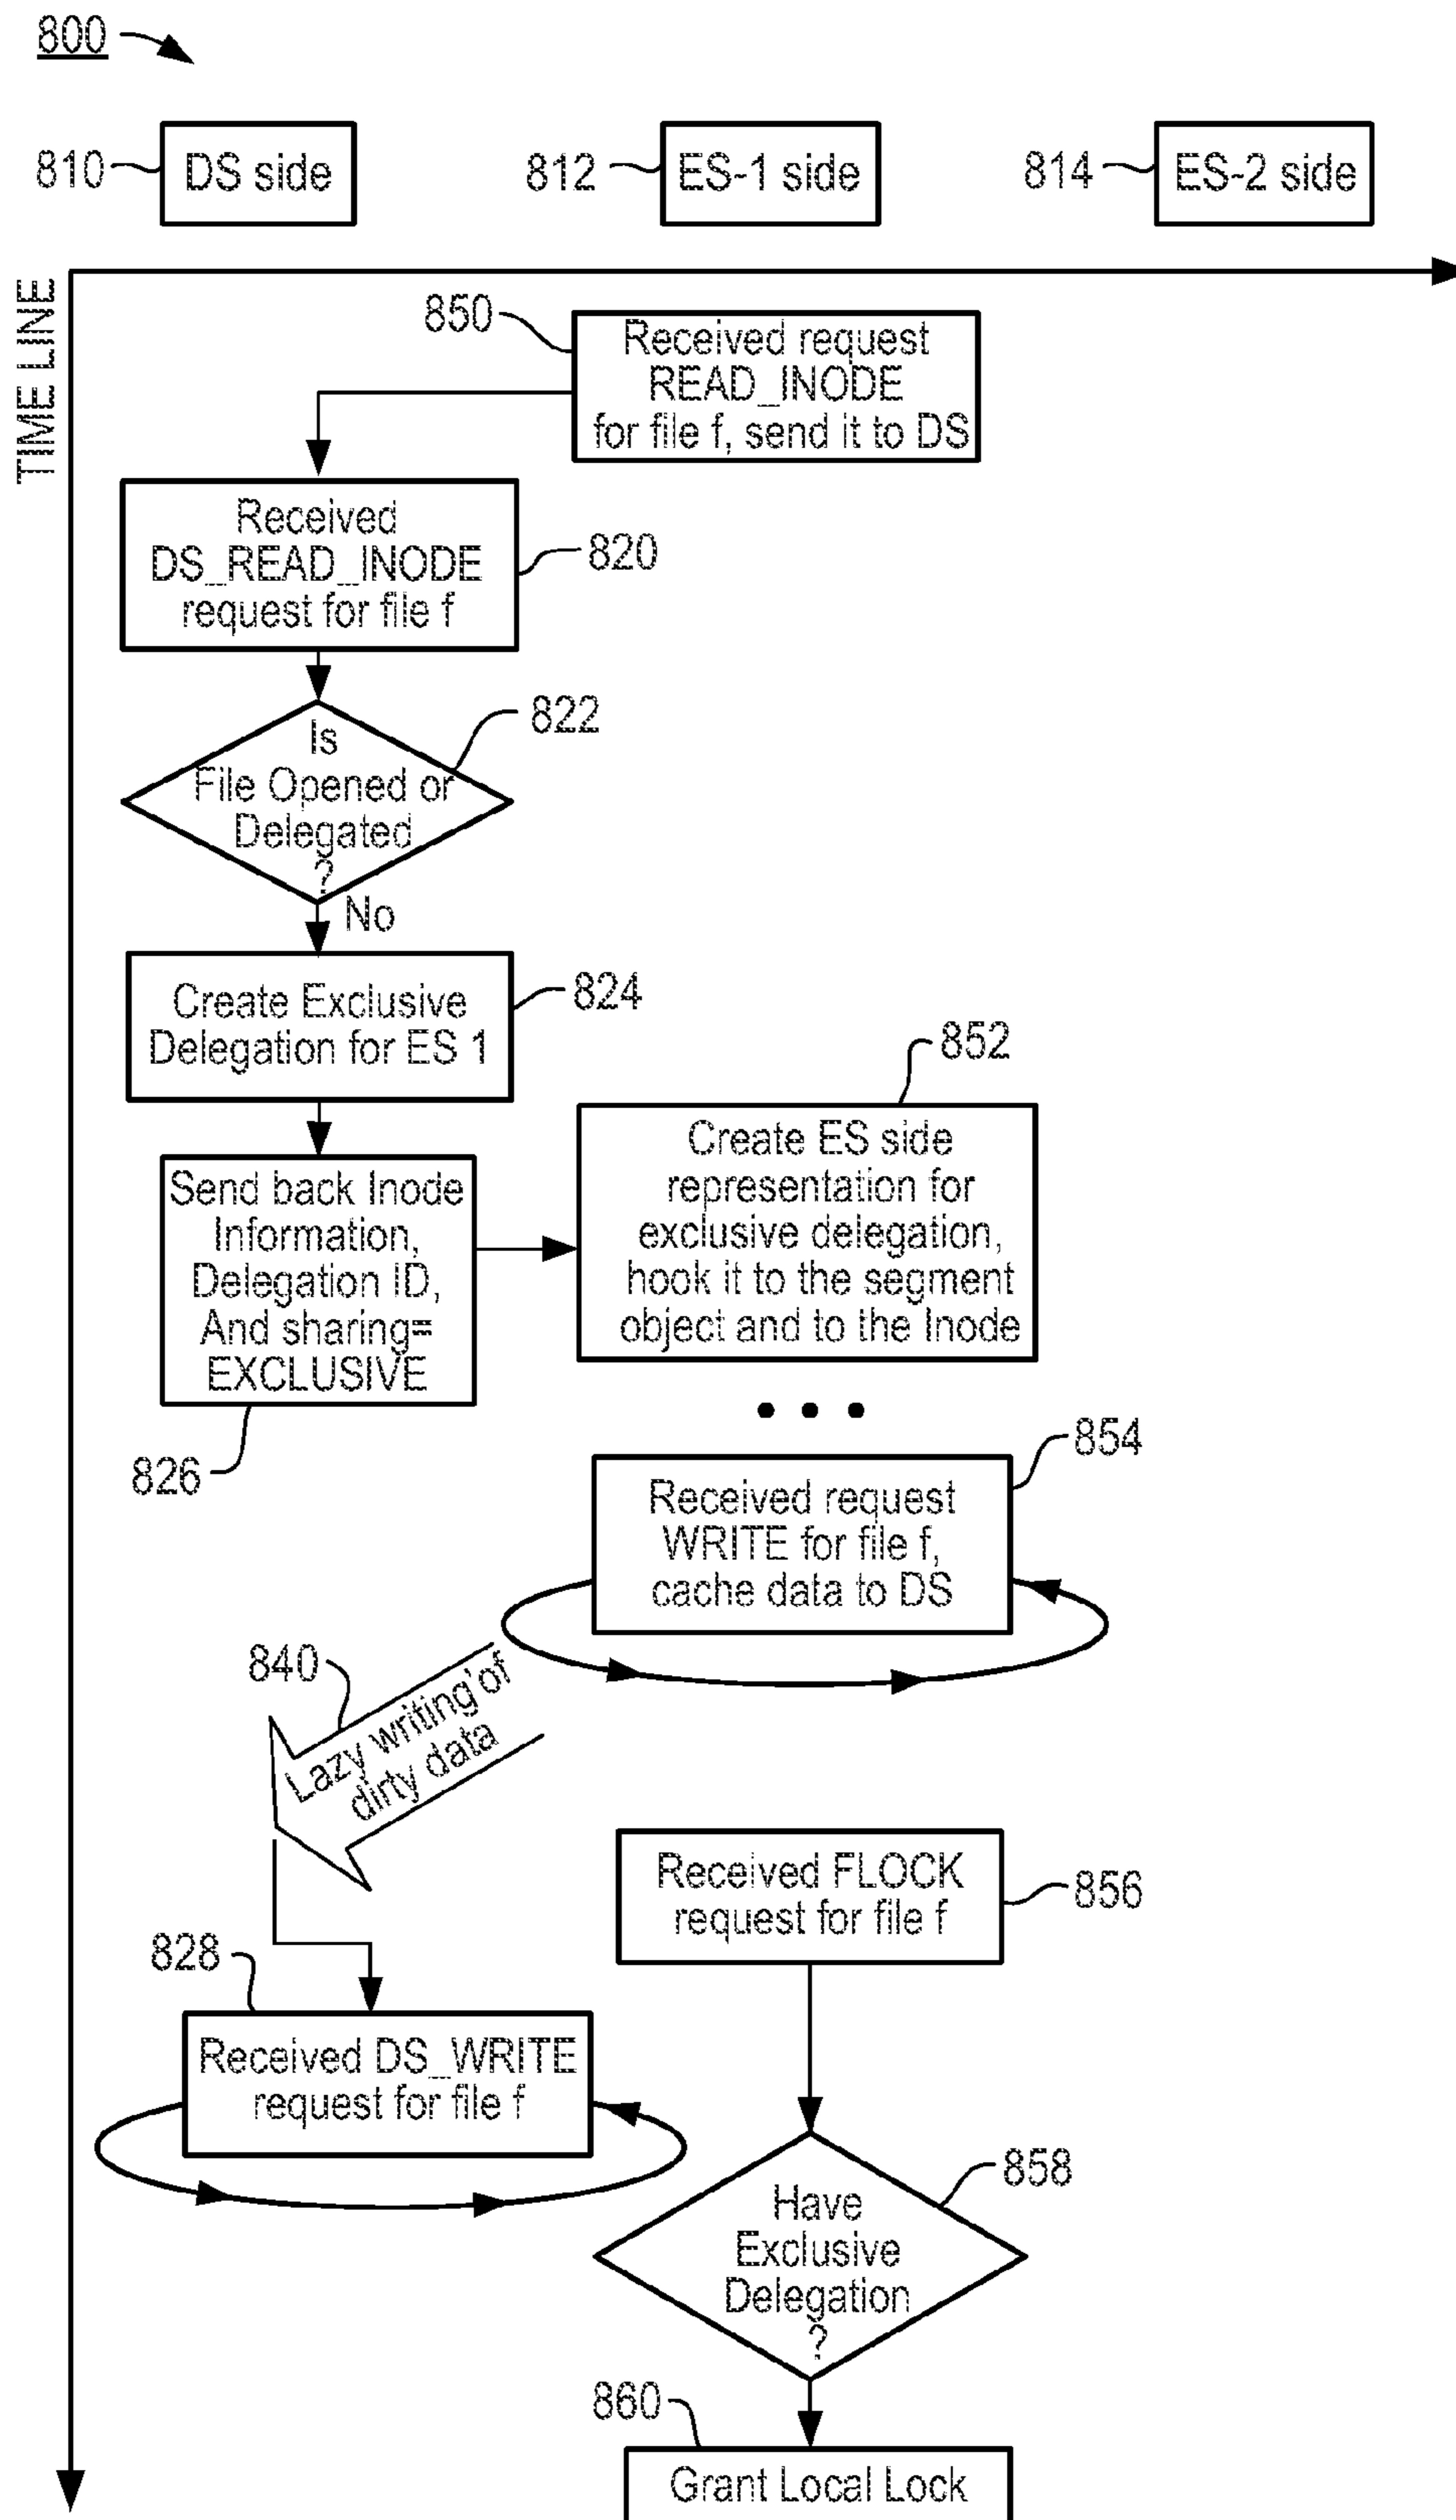 800
810 DS side 812 ES-1 side 814 ES-2 side
TIME LINE
850
Received request
READ_INODE
for file f, send it to DS
Received
DS_READ_INODE
request for file f
820
822
Is
File Opened or
Delegated
?
No
Create Exclusive
Delegation for ES 1
824
852
Create ES side
representation for
exclusive delegation,
hook it to the segment
object and to the Inode
Send back Inode
Information,
Delegation ID,
And sharing=
EXCLUSIVE
826
• • •
854
Received request
WRITE for file f,
cache data to DS
840
Lazy writing of
dirty data
Received FLOCK
request for file f
856
828
Received DS_WRITE
request for file f
858
Have
Exclusive
Delegation
?
860
Grant Local Lock